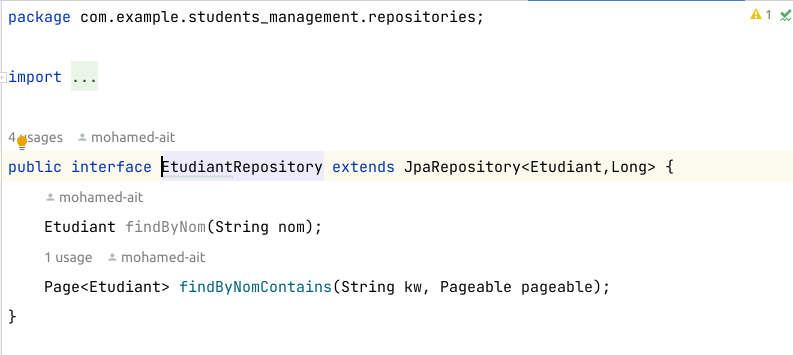 package com.example.students_management.repositories;
1
import ...
4 usages mohamed-ait
public interface EtudiantRepository extends JpaRepository<Etudiant,Long> {
mohamed-ait
Etudiant findByNom(String nom);
1 usage mohamed-ait
Page<Etudiant> findByNomContains(String kw, Pageable pageable);
}